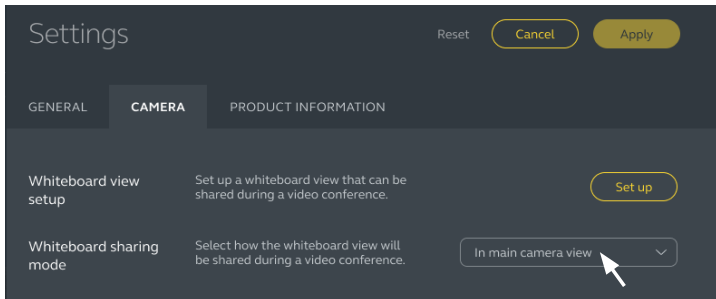 Settings
Reset
Cancel
Apply
GENERAL
CAMERA
PRODUCT INFORMATION
Whiteboard view
setup
Set up a whiteboard view that can be
shared during a video conference.
Set up
Whiteboard sharing
mode
Select how the whiteboard view will
be shared during a video conference.
In main camera view